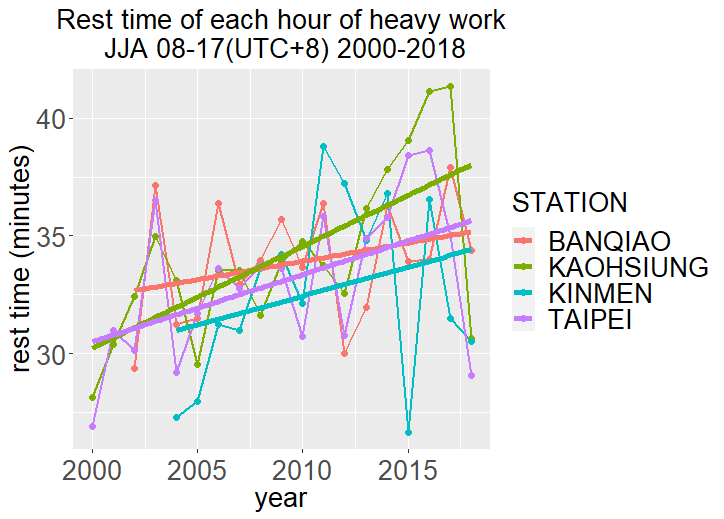 Rest time of each hour of heavy work
JJA 08-17(UTC+8) 2000-2018
rest time (minutes)
40
35
30
2000 2005 2010 2015
year
STATION
BANQIAO
KAOHSIUNG
KINMEN
TAIPEI